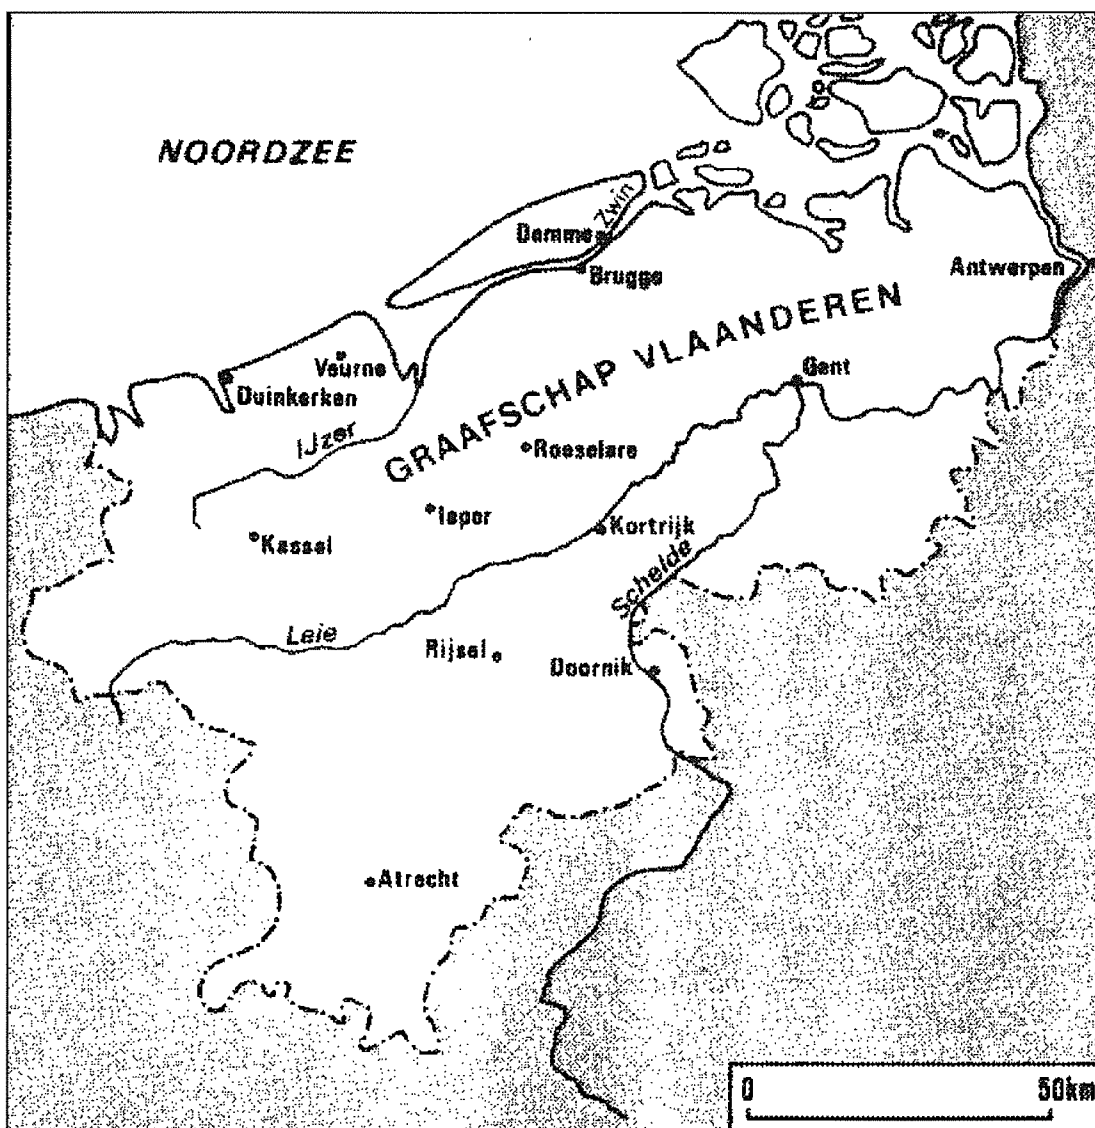 NOORDZEE
Zwin
Damme
Brugge
Antwerpen
GRAAFSCHAP VLAANDEREN
Veurne
Duinkerken
Gent
IJzer
Roeselare
Ieper
Kassel
Kortrijk
Schelde
Leie
Rijsel
Doornik
Atrecht
0 50km